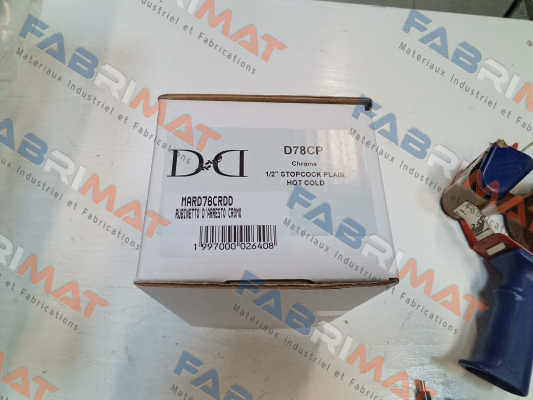 D&D
D78CP
Chrome
1/2" STOPCOCK PLAIN
HOT COLD
MARD78CRDD
RUBINETTO D'ARRESTO CROMO
1 997000 026408
FABRIMAT
Materiaux Industriel et Fabrications